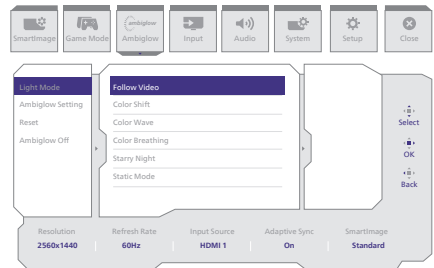 ambiglow
SmartImage
Game Mode
Ambiglow
Input
Audio
System
Setup
Close
Light Mode
Ambiglow Setting
Reset
Ambiglow Off
Follow Video
Color Shift
Color Wave
Color Breathing
Starry Night
Static Mode
Select
OK
Back
Resolution
Refresh Rate
Input Source
Adaptive Sync
SmartImage
2560x1440
60Hz
HDMI 1
On
Standard